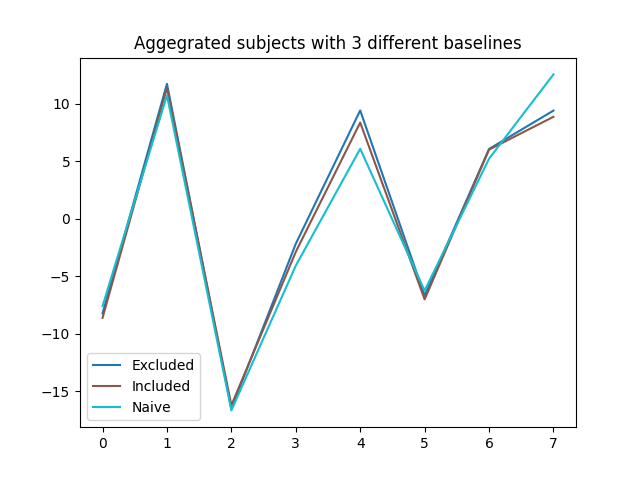 Aggegrated subjects with 3 different baselines
10
5
0
−5
−10
−15
Excluded
Included
Naive
0 1 2 3 4 5 6 7